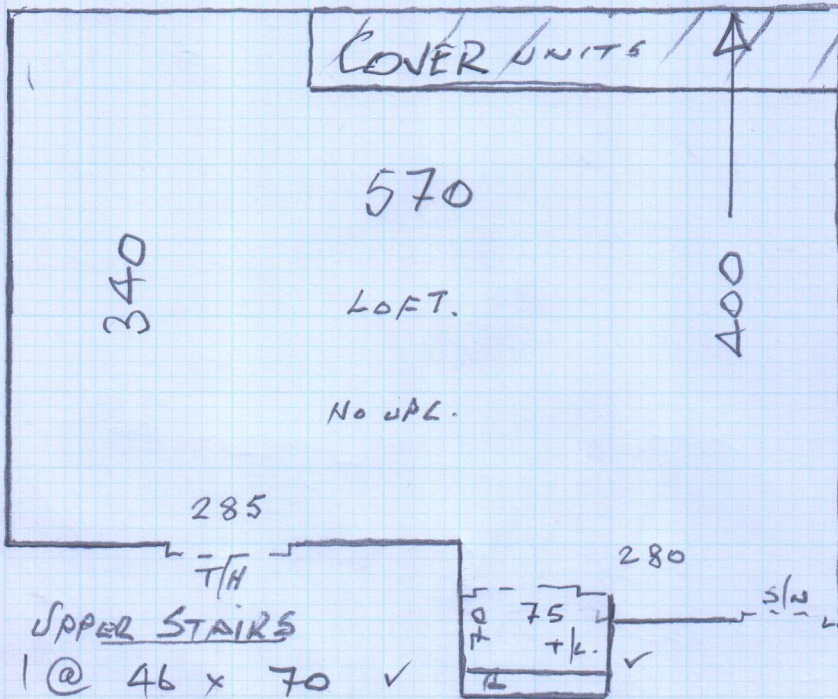 COVER UNITS
570
340
400
LOFT.
NO UPL.
285
T/H
280
S/N
70
75
T/L. ✓
R
UPPER STAIRS
1 @ 46 x 70 ✓